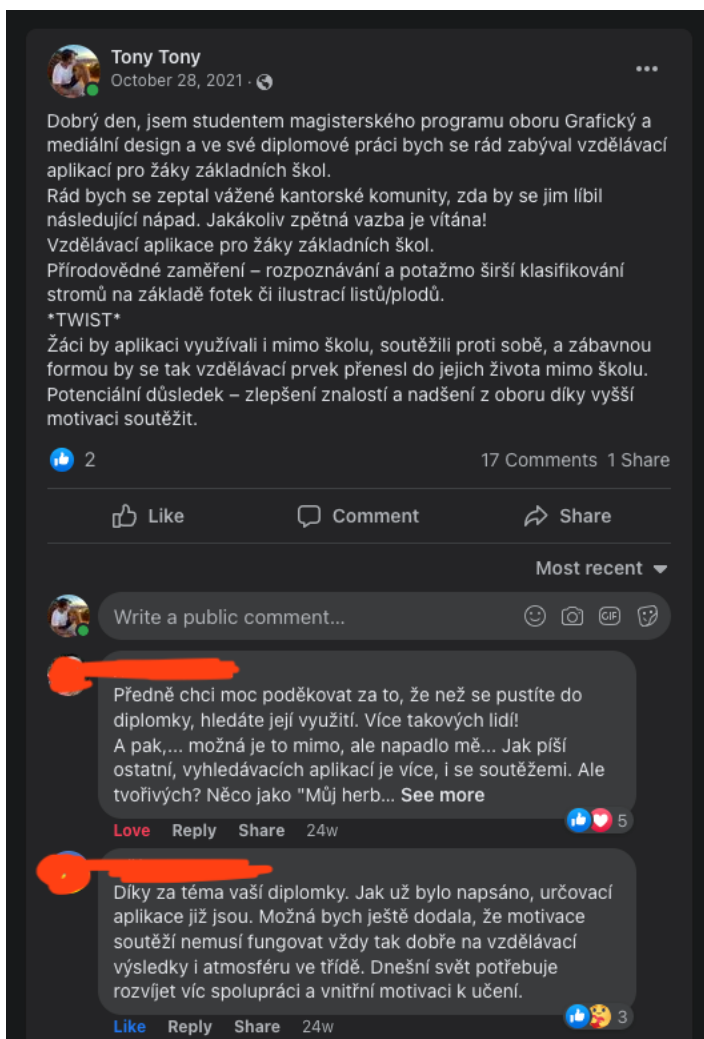 Tony Tony
October 28, 2021 ·
Dobrý den, jsem studentem magisterského programu oboru Grafický a
mediální design a ve své diplomové práci bych se rád zabýval vzdělávací
aplikací pro žáky základních škol.
Rád bych se zeptal vážené kantorské komunity, zda by se jim líbil
následující nápad. Jakákoliv zpětná vazba je vítána!
Vzdělávací aplikace pro žáky základních škol.
Přírodovědné zaměření – rozpoznávání a potažmo širší klasifikování
stromů na základě fotek či ilustrací listů/plodů.
*TWIST*
Žáci by aplikaci využívali i mimo školu, soutěžili proti sobě, a zábavnou
formou by se tak vzdělávací prvek přenesl do jejich života mimo školu.
Potenciální důsledek – zlepšení znalostí a nadšení z oboru díky vyšší
motivaci soutěžit.
2
17 Comments 1 Share
Like Comment Share
Most recent
Write a public comment...
GIF
Předně chci moc poděkovat za to, že než se pustíte do
diplomky, hledáte její využití. Více takových lidí!
A pak,... možná je to mimo, ale napadlo mě... Jak píší
ostatní, vyhledávacích aplikací je více, i se soutěžemi. Ale
tvořivých? Něco jako "Můj herb... See more
5
Love Reply Share 24w
Díky za téma vaší diplomky. Jak už bylo napsáno, určovací
aplikace již jsou. Možná bych ještě dodala, že motivace
soutěží nemusí fungovat vždy tak dobře na vzdělávací
výsledky i atmosféru ve třídě. Dnešní svět potřebuje
rozvíjet víc spolupráci a vnitřní motivaci k učení.
3
Like Reply Share 24w